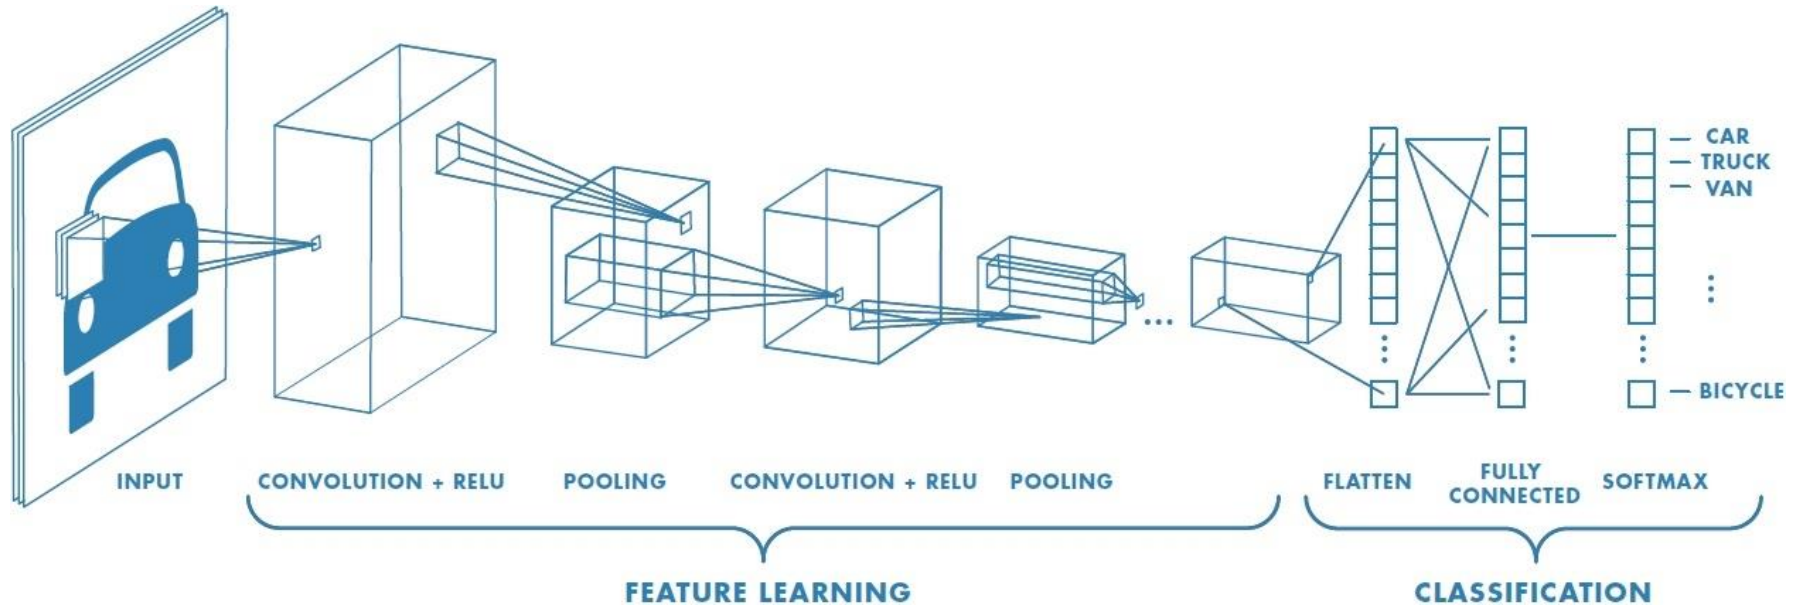 CAR
TRUCK
VAN
BICYCLE
INPUT
CONVOLUTION + RELU
POOLING
CONVOLUTION + RELU
POOLING
FLATTEN
FULLY
CONNECTED
SOFTMAX
FEATURE LEARNING
CLASSIFICATION